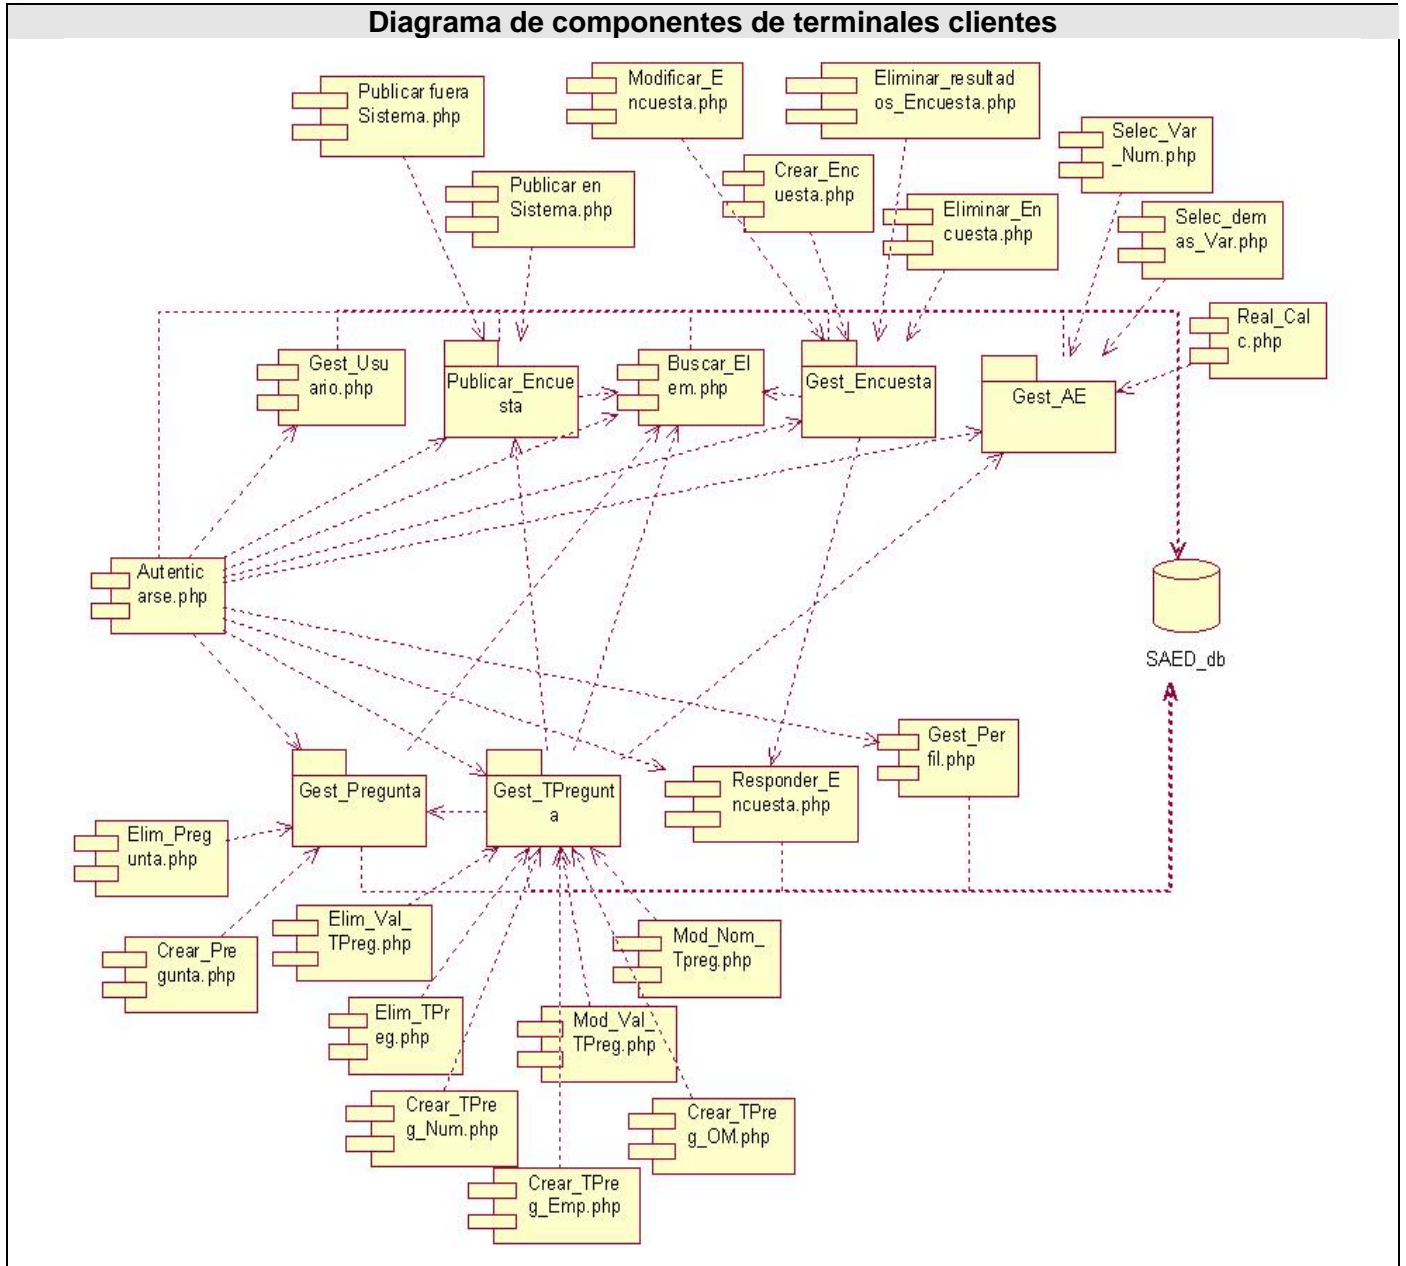 Diagrama de componentes de terminales clientes
Publicar fuera
Sistema.php
Modificar_E
ncuesta.php
Eliminar_resultad
os_Encuesta.php
Selec_Var
_Num.php
Publicar en
Sistema.php
Crear_Enc
uesta.php
Eliminar_En
cuesta.php
Selec_dem
as_Var.php
Real_Cal
c.php
Gest_Usu
ario.php
Publicar_Encue
sta
Buscar_El
em.php
Gest_Encuesta
Gest_AE
Autentic
arse.php
SAED_db
Gest_Pregunta
Gest_TPregunt
a
Responder_E
ncuesta.php
Gest_Per
fil.php
Elim_Preg
unta.php
Crear_Pre
gunta.php
Elim_Val_
TPreg.php
Mod_Nom_
Tpreg.php
Elim_TPr
eg.php
Mod_Val_
TPreg.php
Crear_TPre
g_Num.php
Crear_TPre
g_OM.php
Crear_TPre
g_Emp.php